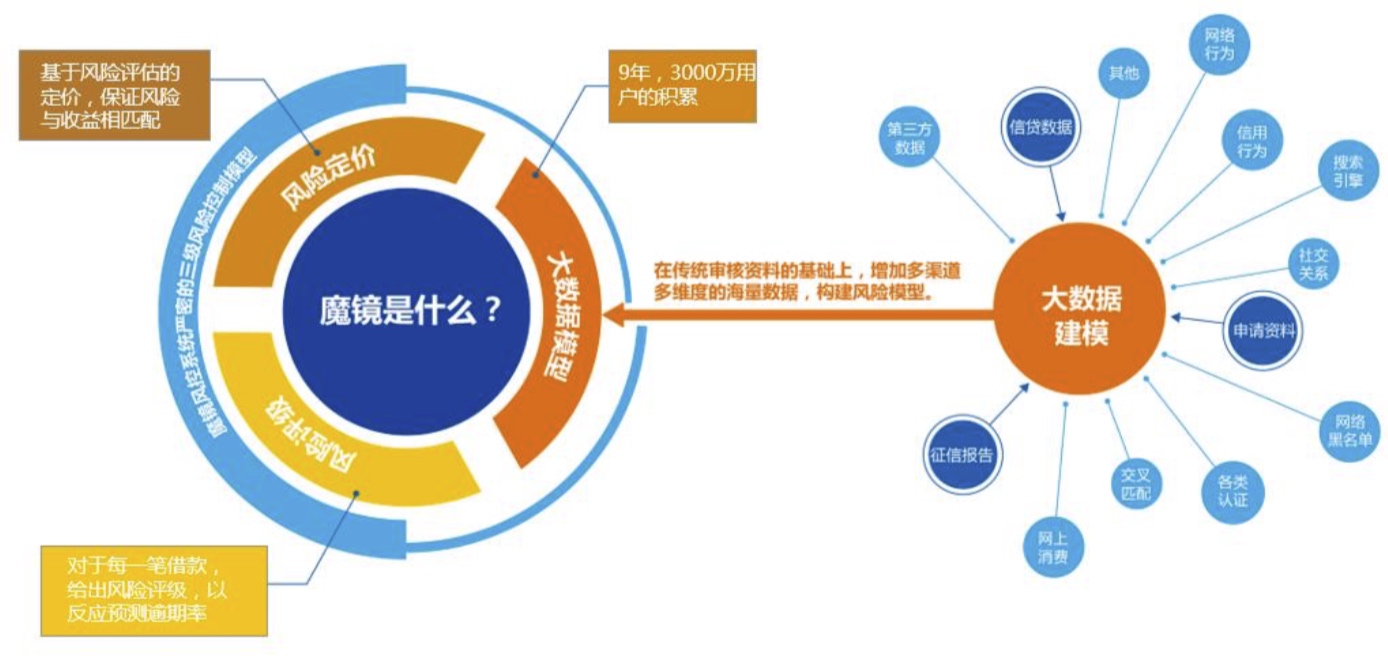 基于风险评估的
定价，保证风险
与收益相匹配
9年，3000万用
户的积累
魔镜风控系统严密的三级风险控制模型
风险定价
大数据模型
风险评级
魔镜是什么？
对于每一笔借款，
给出风险评级，以
反应预测逾期率
在传统审核资料的基础上，增加多渠道
多维度的海量数据，构建风险模型。
大数据
建模
第三方
数据
信贷数据
其他
网络
行为
信用
行为
搜索
引擎
社交
关系
申请资料
网络
黑名单
各类
认证
交叉
匹配
网上
消费
征信报告